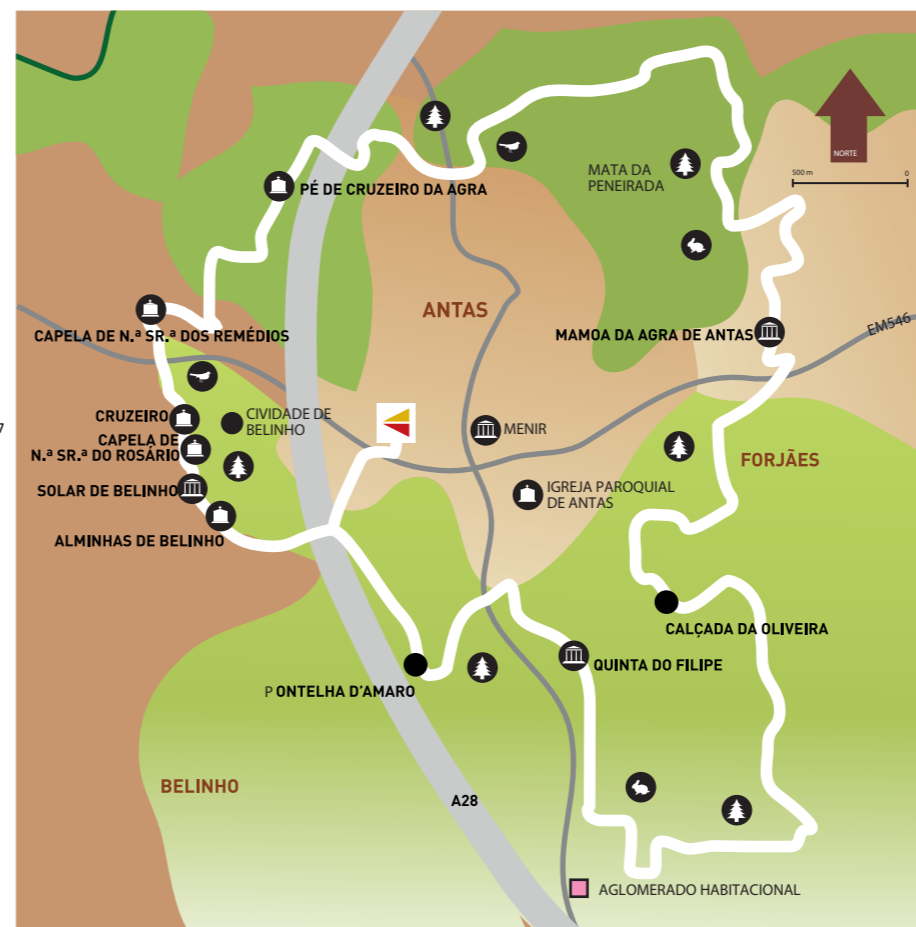 NORTE
500 m
0
MATA DA
PENEIRADA
PÉ DE CRUZEIRO DA AGRA
ANTAS
CAPELA DE N.ª SR.ª DOS REMÉDIOS
MAMOA DA AGRA DE ANTAS
EM546
7
CRUZEIRO
CIVIDADE DE
BELINHO
MENIR
CAPELA DE
N.ª SR.ª DO ROSÁRIO
FORJÃES
SOLAR DE BELINHO
IGREJA PAROQUIAL
DE ANTAS
ALMINHAS DE BELINHO
CALÇADA DA OLIVEIRA
QUINTA DO FILIPE
P ONTELHA D'AMARO
BELINHO
A28
AGLOMERADO HABITACIONAL